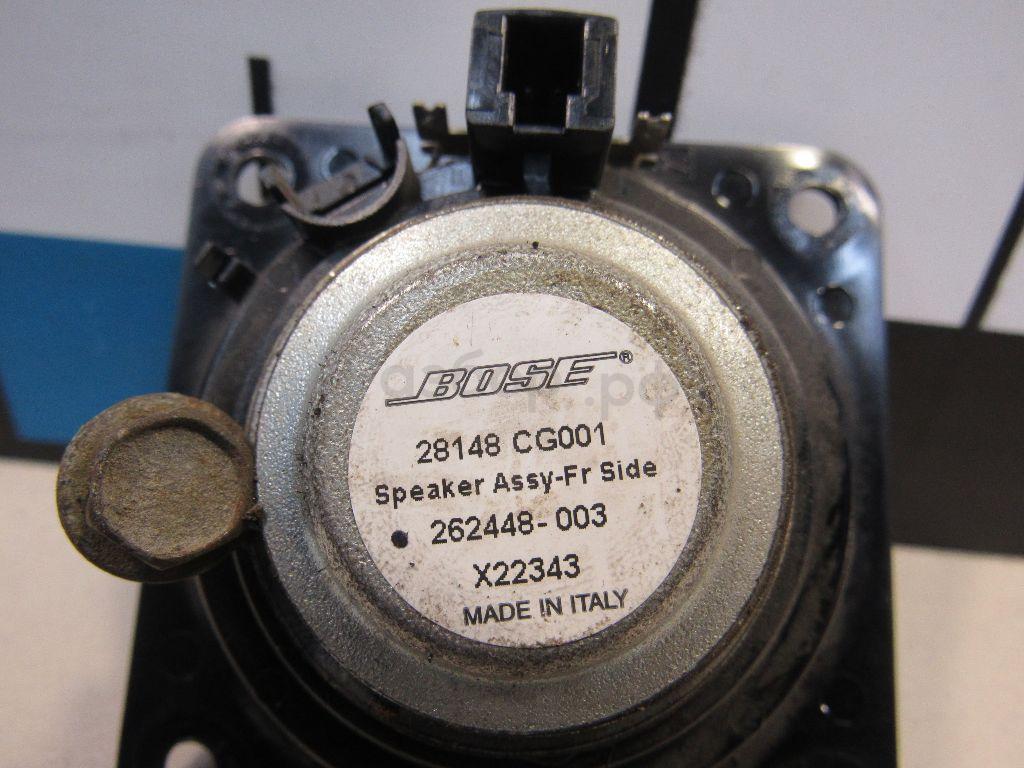 BOSE®
28148 CG001
Speaker Assy-Fr Side
262448-003
X22343
MADE IN ITALY